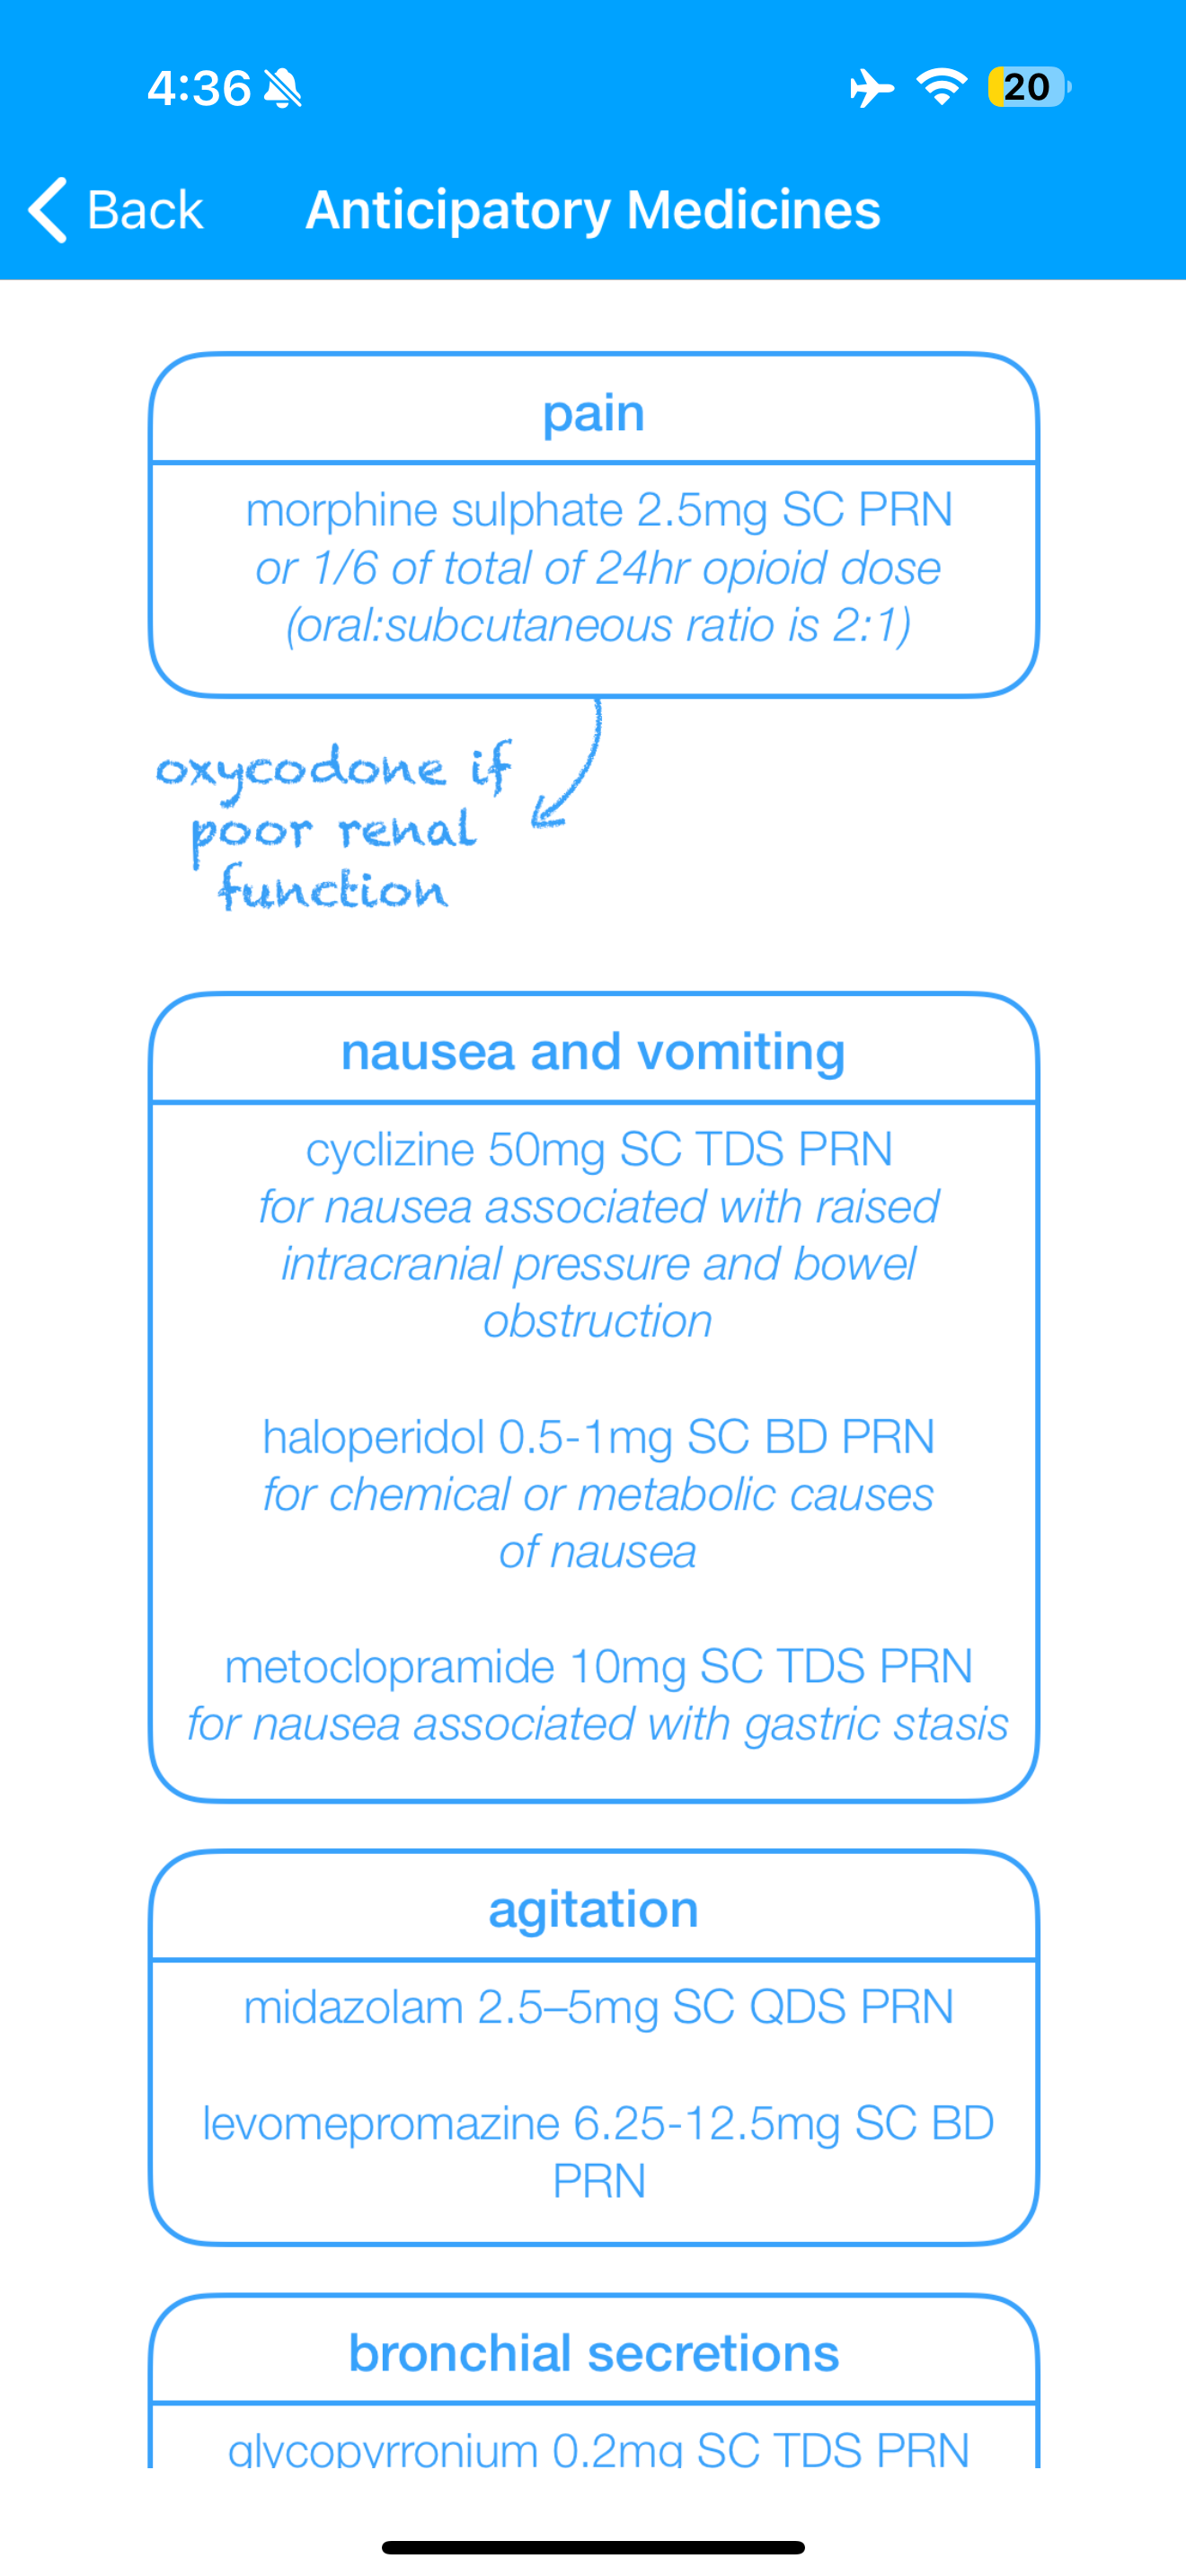 4:36
20
Back
Anticipatory Medicines
pain
morphine sulphate 2.5mg SC PRN
or 1/6 of total of 24hr opioid dose
(oral:subcutaneous ratio is 2:1)
oxycodone if
poor renal
function
nausea and vomiting
cyclizine 50mg SC TDS PRN
for nausea associated with raised
intracranial pressure and bowel
obstruction
haloperidol 0.5-1mg SC BD PRN
for chemical or metabolic causes
of nausea
metoclopramide 10mg SC TDS PRN
for nausea associated with gastric stasis
agitation
midazolam 2.5–5mg SC QDS PRN
levomepromazine 6.25-12.5mg SC BD
PRN
bronchial secretions
glycopyrronium 0.2mg SC TDS PRN